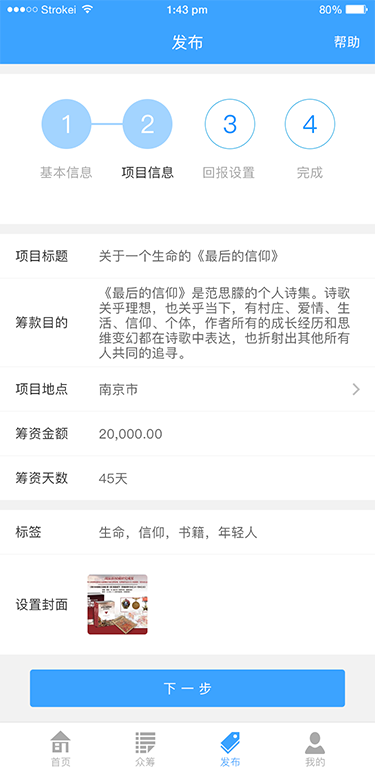 Strokei 1:43 pm 80%
发布 帮助
1 2 3 4
基本信息 项目信息 回报设置 完成
项目标题 关于一个生命的《最后的信仰》
筹款目的
《最后的信仰》是范思朦的个人诗集。诗歌
关乎理想，也关乎当下，有村庄、爱情、生
活、信仰、个体，作者所有的成长经历和思
维变幻都在诗歌中表达，也折射出其他所有
人共同的追寻。
项目地点 南京市
筹资金额 20,000.00
筹资天数 45天
标签 生命，信仰，书籍，年轻人
设置封面
下一步
首页 众筹 发布 我的